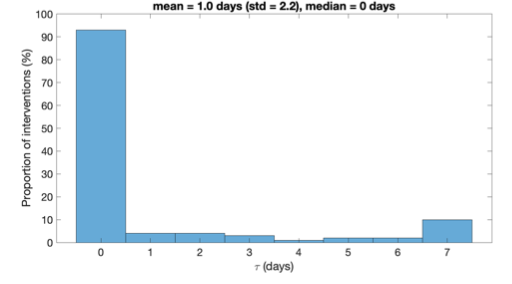 mean = 1.0 days (std = 2.2), median = 0 days
Proportion of interventions (%)
100
90
80
70
60
50
40
30
20
10
0
0 1 2 3 4 5 6 7
τ (days)